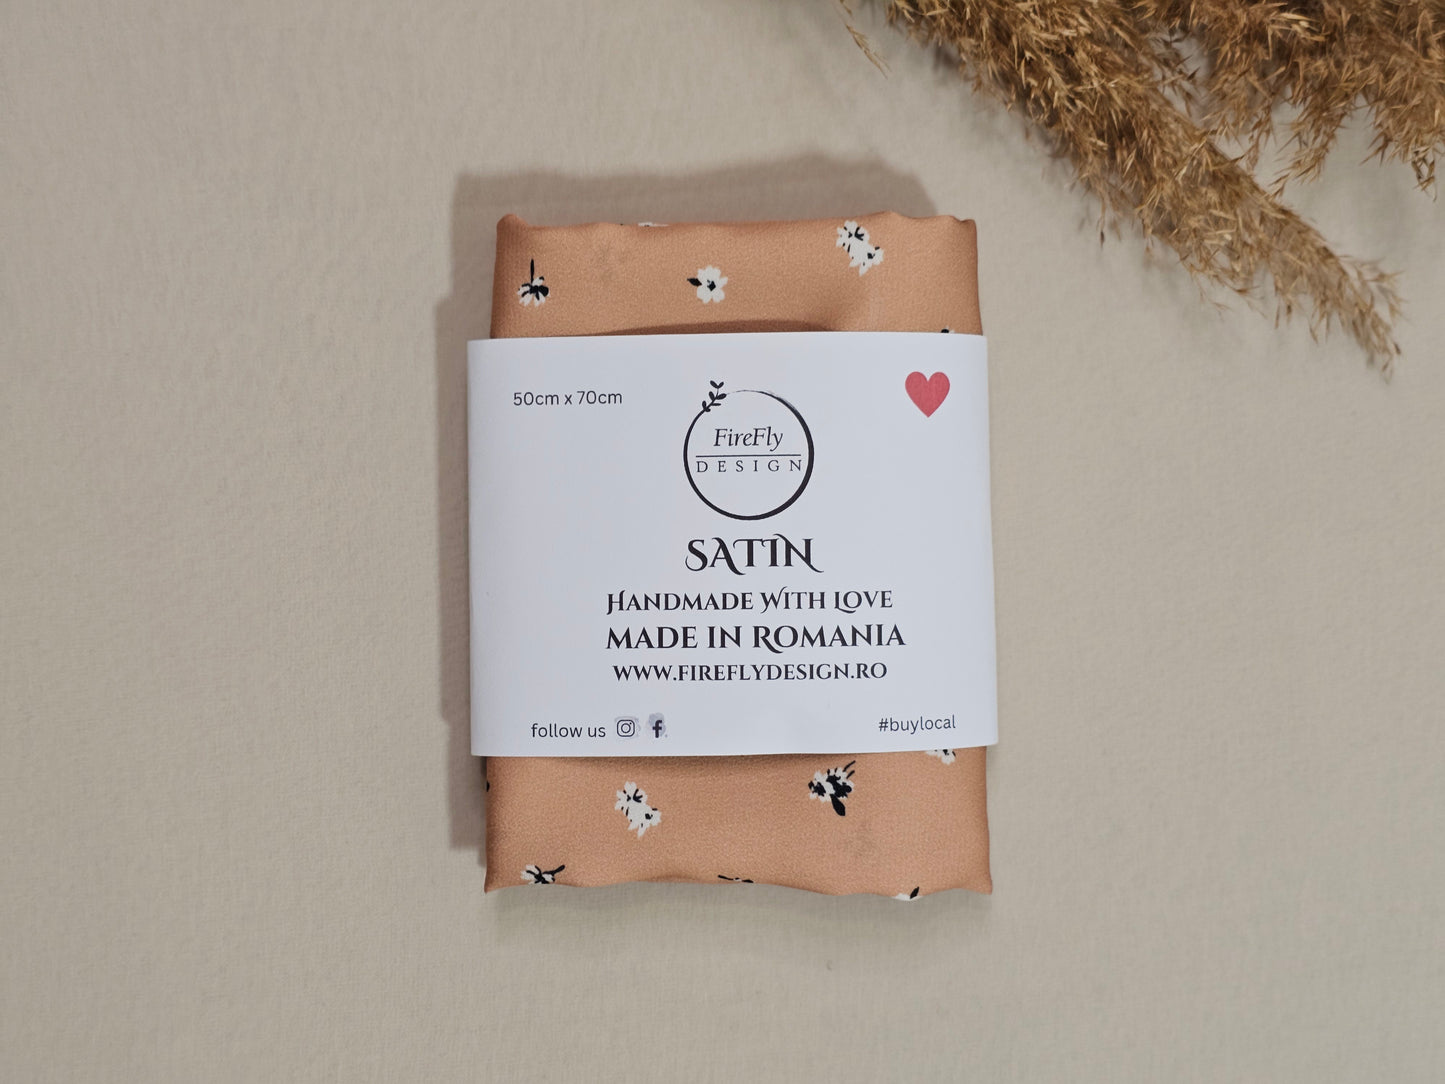 50cm x 70cm
FireFly
DESIGN
SATIN
HANDMADE WITH LOVE
MADE IN ROMANIA
WWW.FIREFLYDESIGN.RO
follow us
#buylocal